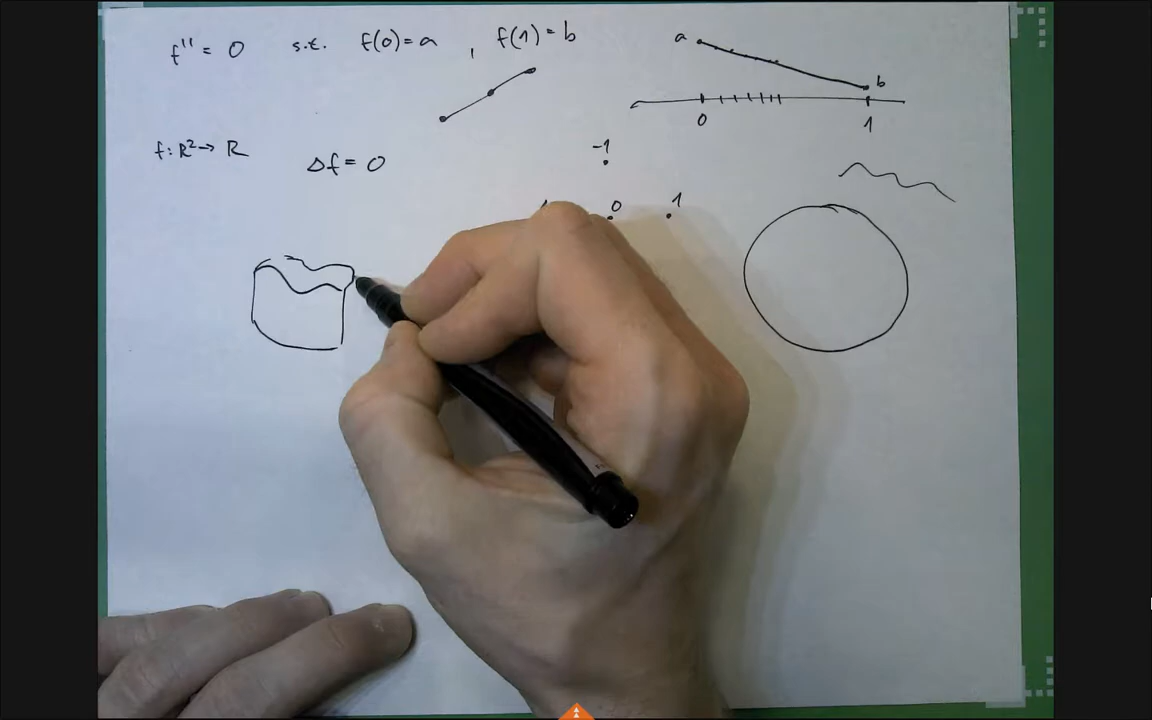 f'' = 0 s.t. f(0) = a , f(1) = b
a
b
0 1
f: R² → R Δf = 0
-1
0 1